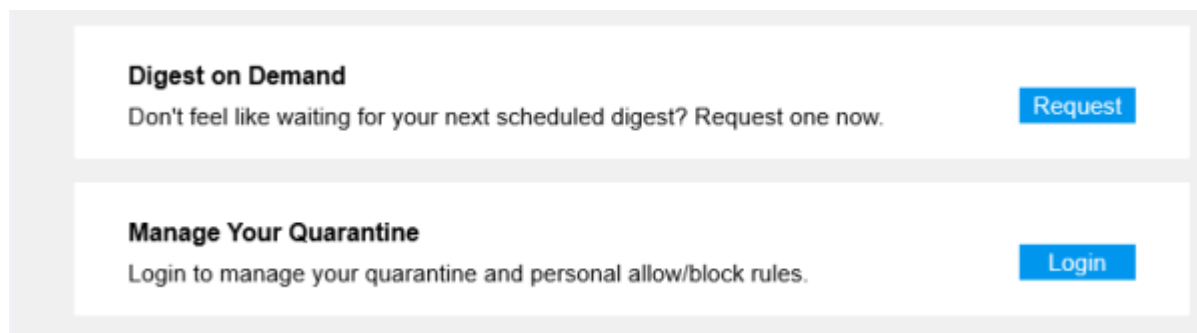 Digest on Demand
Don't feel like waiting for your next scheduled digest? Request one now.
Request
Manage Your Quarantine
Login to manage your quarantine and personal allow/block rules.
Login